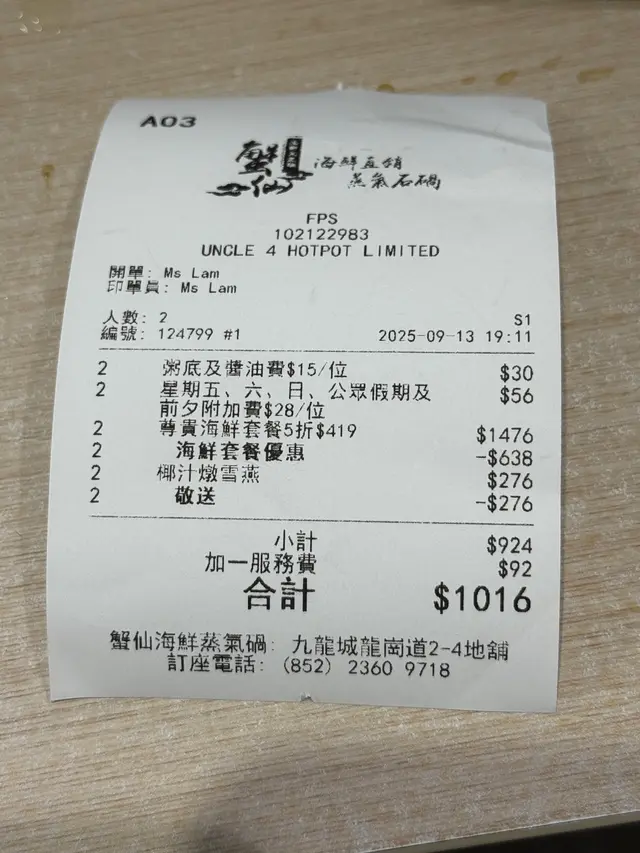 A03
蟹仙 海鮮直銷
蒸氣石鍋
FPS
102122983
UNCLE 4 HOTPOT LIMITED
開單: Ms Lam
印單員: Ms Lam
人數: 2 S1
編號: 124799 #1 2025-09-13 19:11
2 粥底及醬油費$15/位 $30
2 星期五、六、日、公眾假期及 $56
前夕附加費$28/位
2 尊貴海鮮套餐5折$419 $1476
2 海鮮套餐優惠 -$638
2 椰汁燉雪燕 $276
2 敬送 -$276
小計 $924
加一服務費 $92
合計 $1016
蟹仙海鮮蒸氣鍋: 九龍城龍崗道2-4地舖
訂座電話: (852) 2360 9718